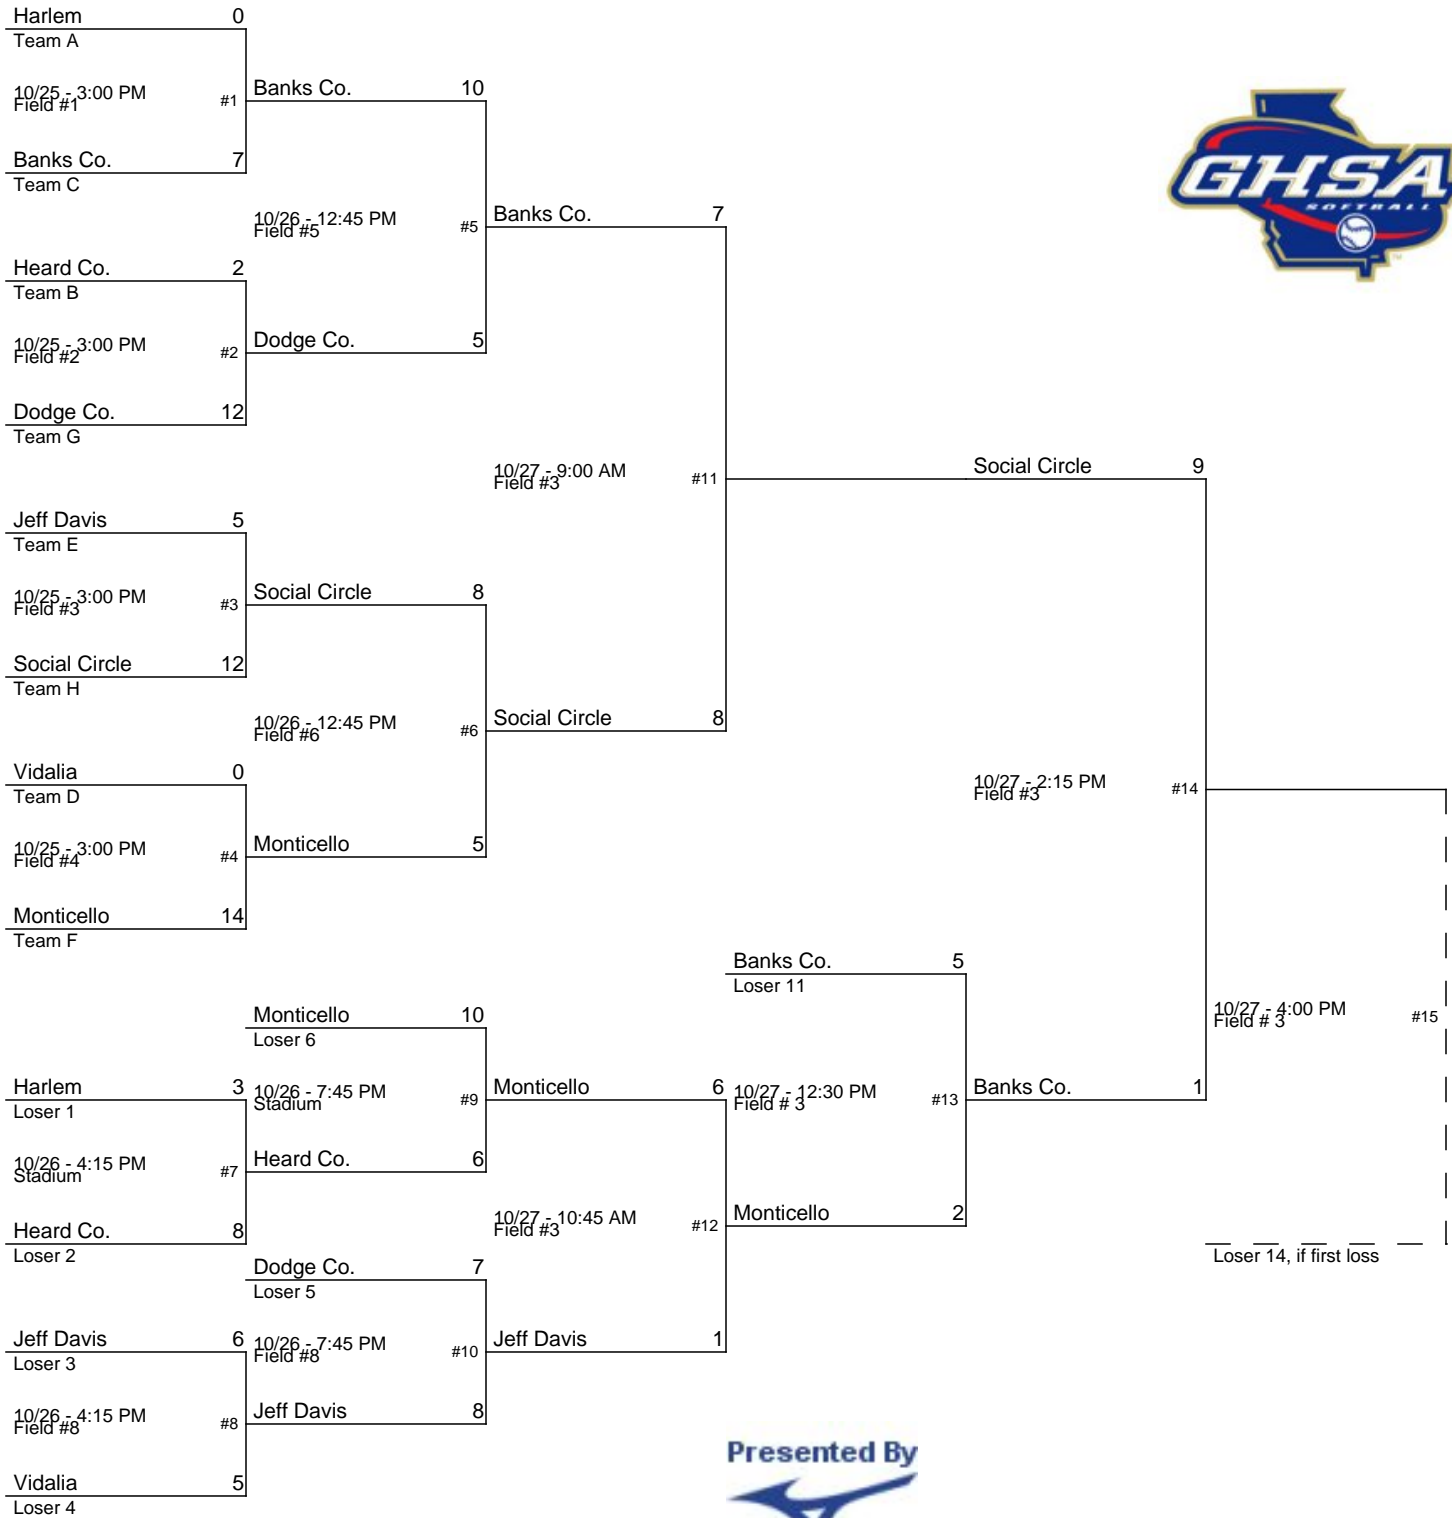 Harlem 0
Team A
10/25 - 3:00 PM
Field #1
#1
Banks Co. 7
Team C
Banks Co. 10
10/26 - 12:45 PM
Field #5
#5
Heard Co. 2
Team B
10/25 - 3:00 PM
Field #2
#2
Dodge Co. 12
Team G
Dodge Co. 5
Banks Co. 7
10/27 - 9:00 AM
Field #3
#11
Jeff Davis 5
Team E
10/25 - 3:00 PM
Field #3
#3
Social Circle 12
Team H
Social Circle 8
10/26 - 12:45 PM
Field #6
#6
Vidalia 0
Team D
10/25 - 3:00 PM
Field #4
#4
Monticello 14
Team F
Monticello 5
Social Circle 8
Social Circle 9
10/27 - 2:15 PM
Field #3
#14
Harlem 3
Loser 1
10/26 - 4:15 PM
Stadium
#7
Heard Co. 8
Loser 2
Monticello 10
Loser 6
10/26 - 7:45 PM
Stadium
#9
Heard Co. 6
Jeff Davis 6
Loser 3
10/26 - 4:15 PM
Field #8
#8
Vidalia 5
Loser 4
Dodge Co. 7
Loser 5
10/26 - 7:45 PM
Field #8
#10
Jeff Davis 8
Monticello 6
10/27 - 10:45 AM
Field #3
#12
Jeff Davis 1
Banks Co. 5
Loser 11
10/27 - 12:30 PM
Field # 3
#13
Monticello 2
Banks Co. 1
10/27 - 4:00 PM
Field # 3
#15
Loser 14, if first loss
GHSA
SOFTBALL
TM
Presented By